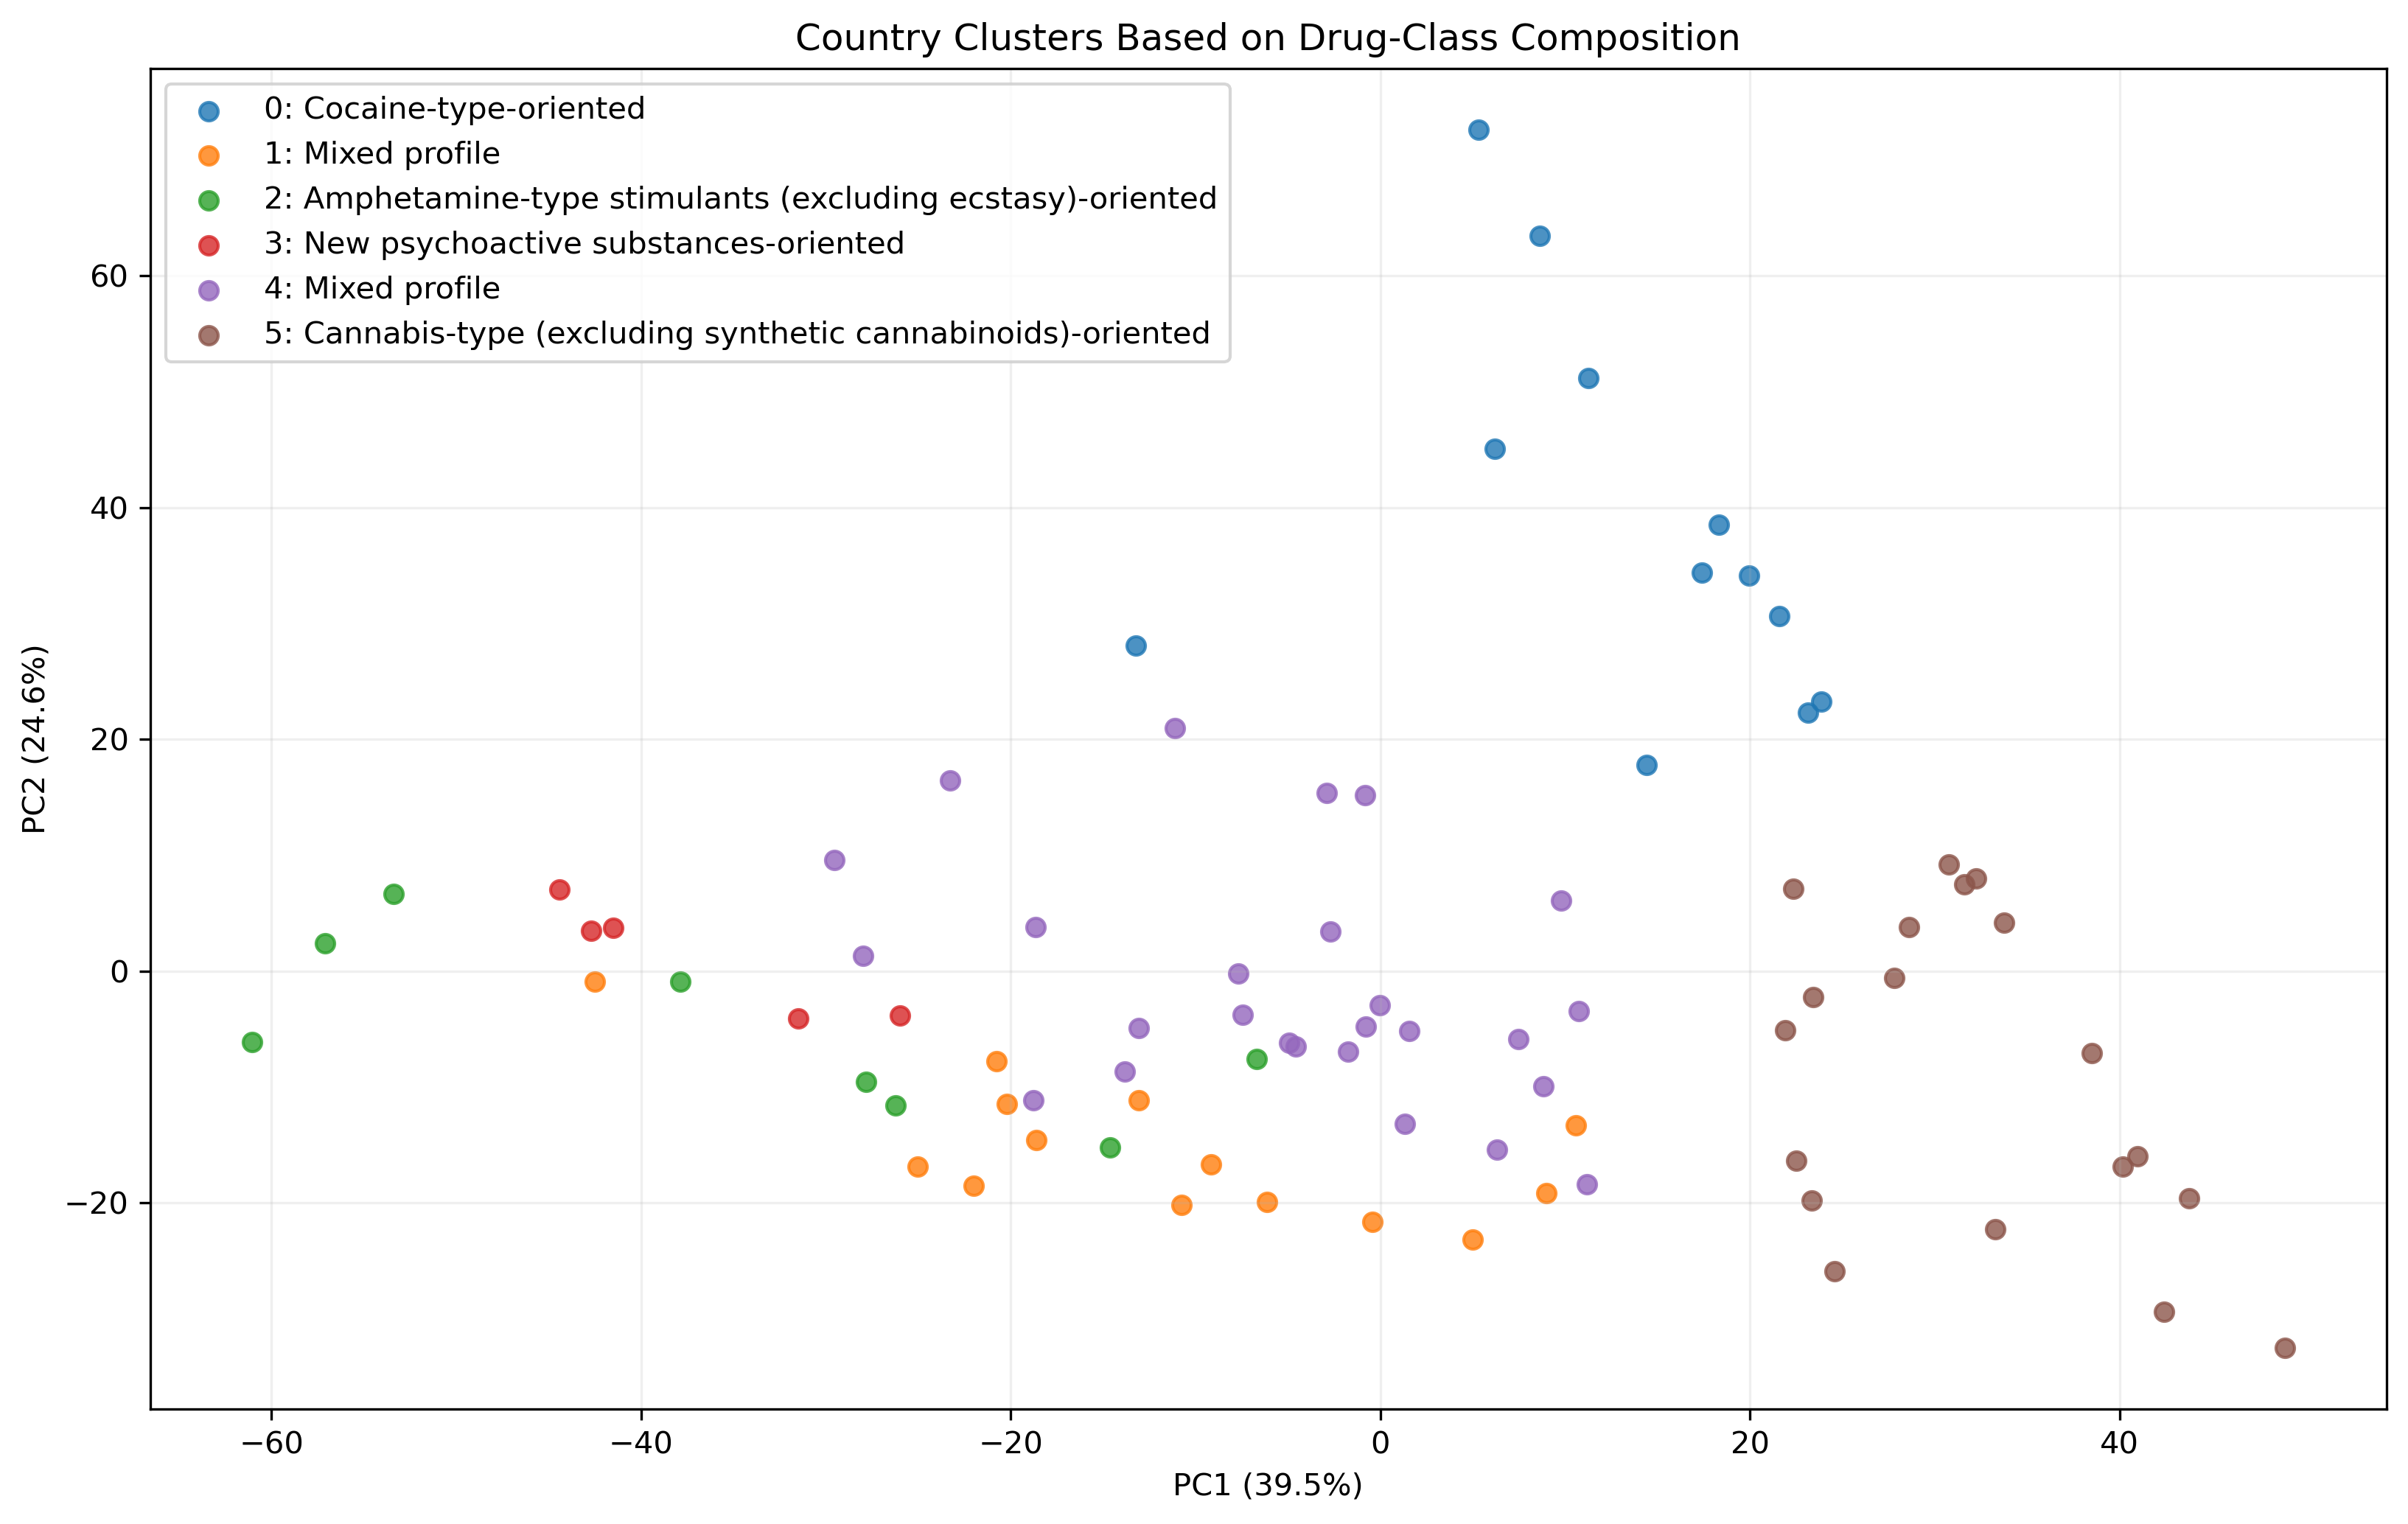 Country Clusters Based on Drug-Class Composition
0: Cocaine-type-oriented
1: Mixed profile
2: Amphetamine-type stimulants (excluding ecstasy)-oriented
3: New psychoactive substances-oriented
4: Mixed profile
5: Cannabis-type (excluding synthetic cannabinoids)-oriented
60
40
20
0
−20
PC2 (24.6%)
−60
−40
−20
0
20
40
PC1 (39.5%)